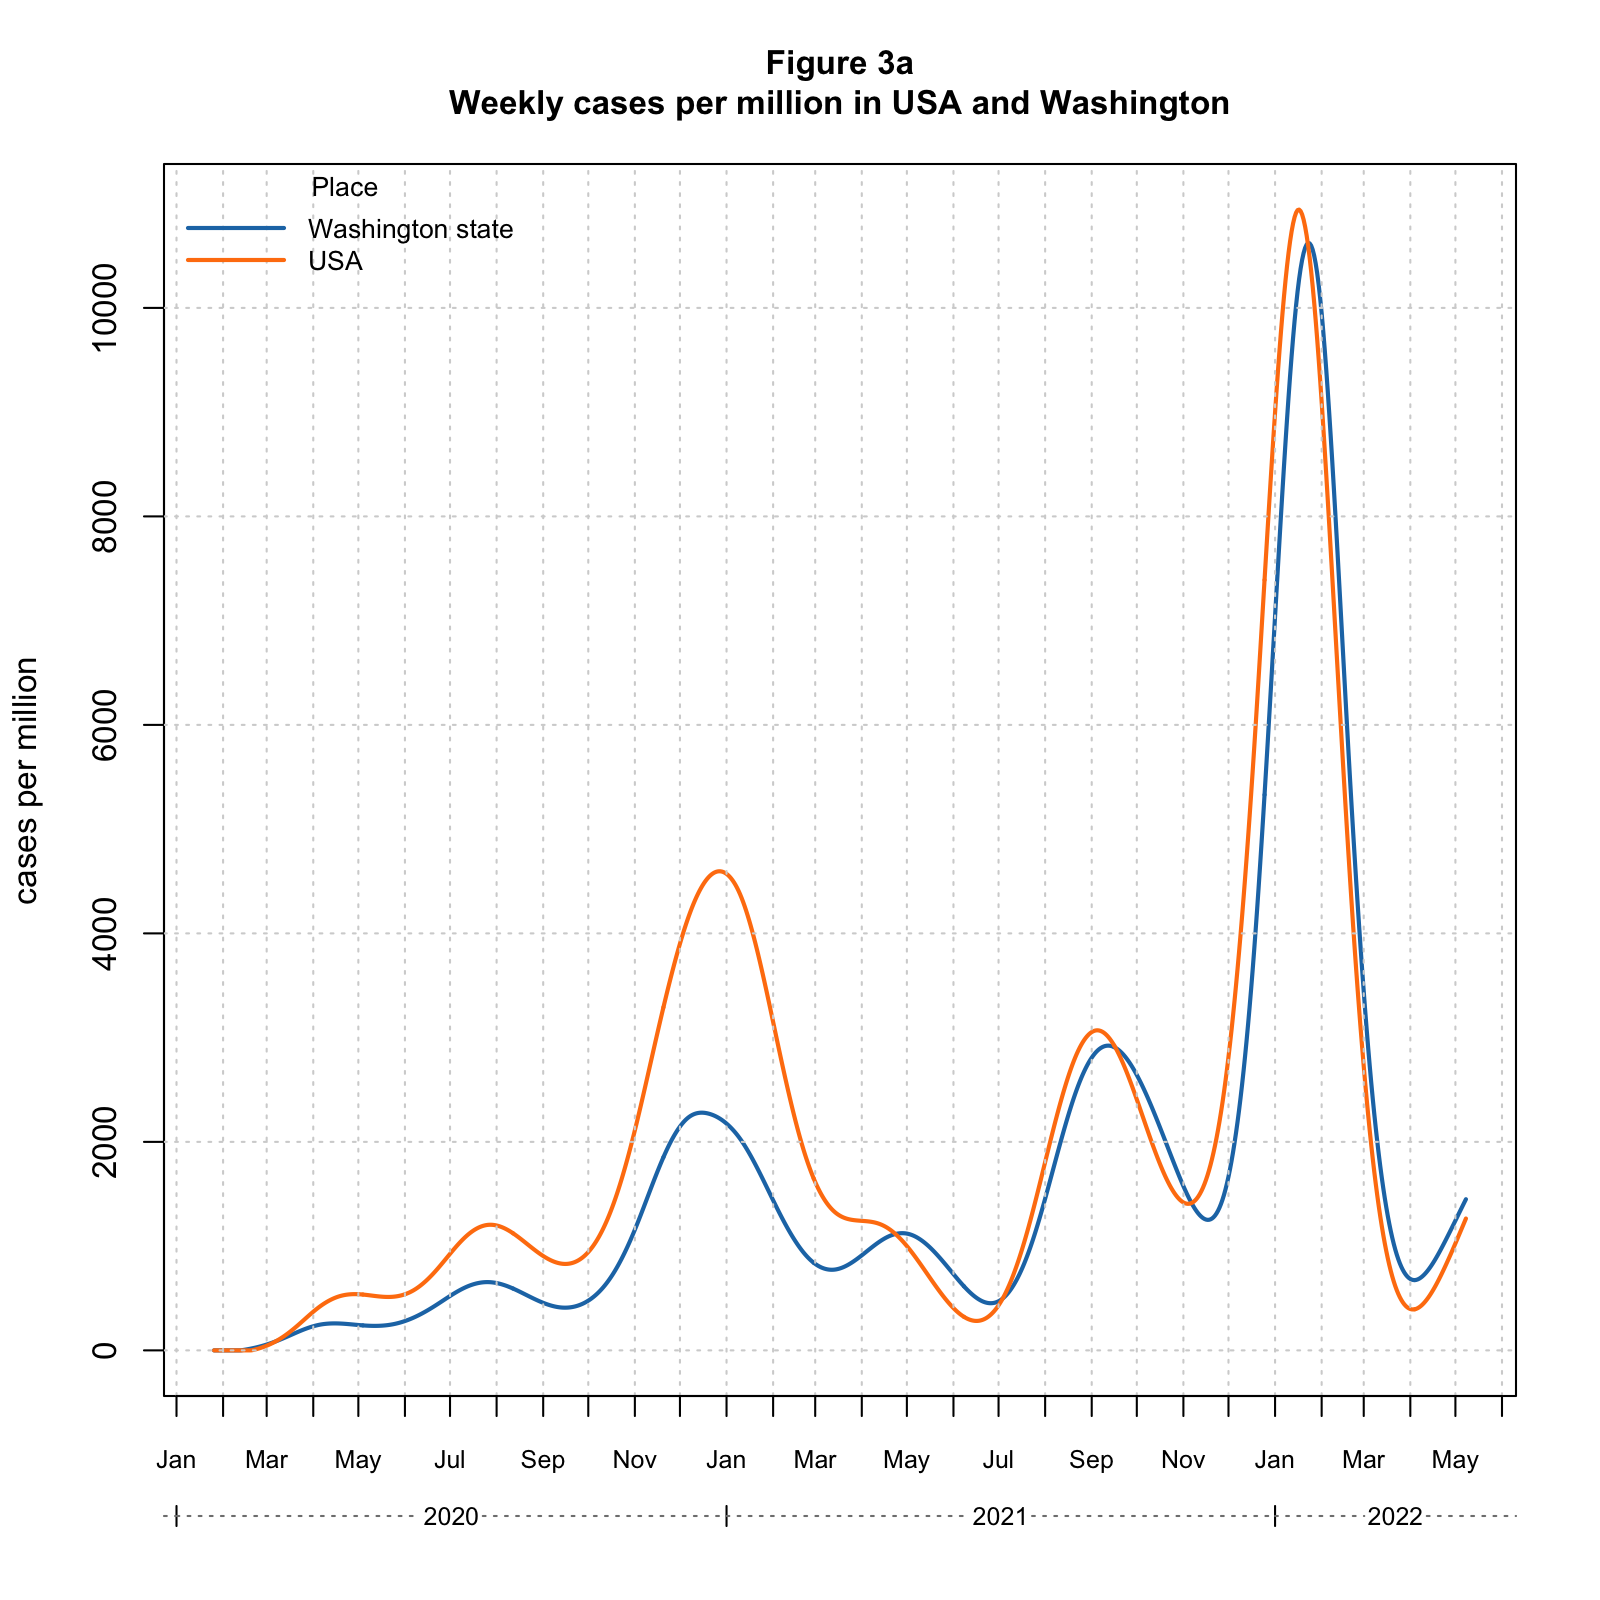 Figure 3a
Weekly cases per million in USA and Washington
Place
Washington state
USA
cases per million
10000
8000
6000
4000
2000
0
Jan Mar May Jul Sep Nov Jan Mar May Jul Sep Nov Jan Mar May
2020 2021 2022